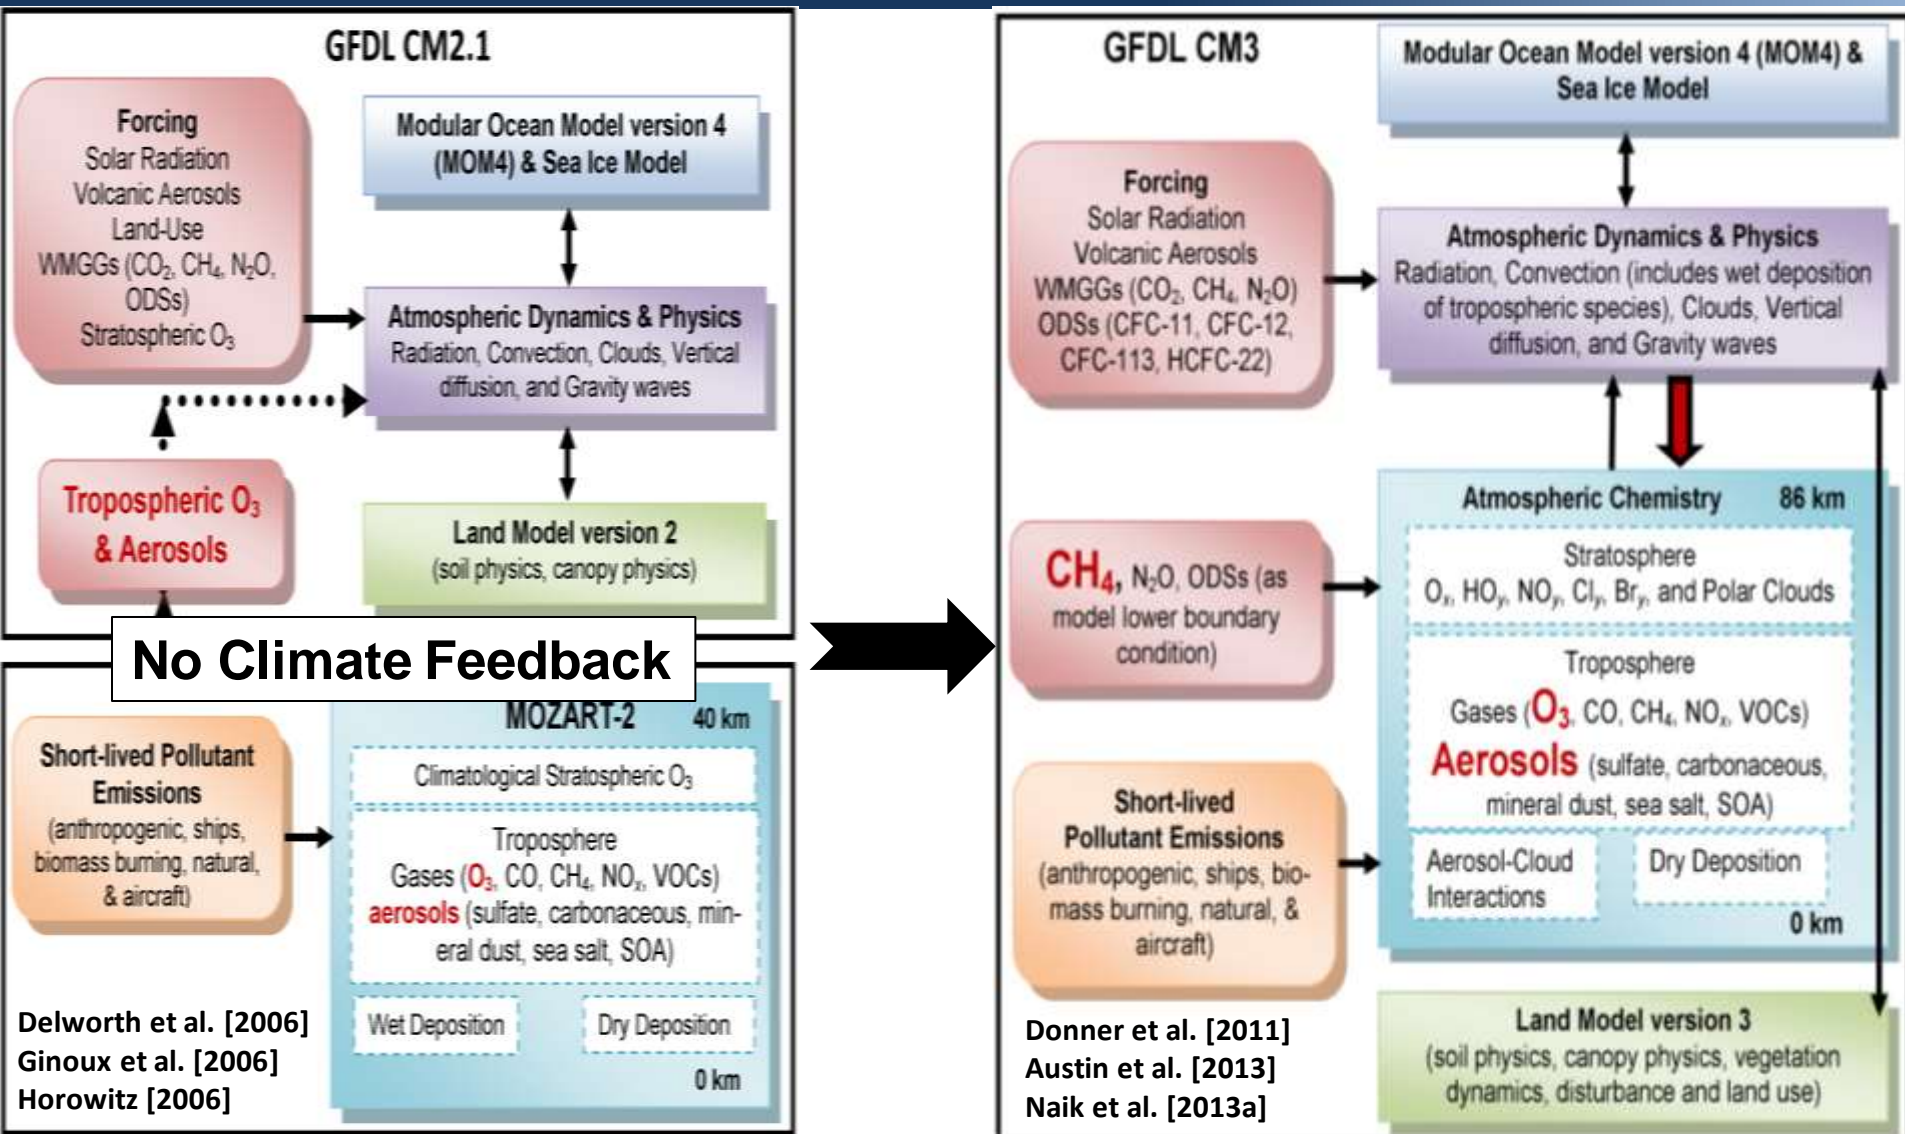 GFDL CM2.1
Forcing
Solar Radiation
Volcanic Aerosols
Land-Use
WMGGs (CO₂, CH₄, N₂O,
ODSs)
Stratospheric O₃
Modular Ocean Model version 4
(MOM4) & Sea Ice Model
Atmospheric Dynamics & Physics
Radiation, Convection, Clouds, Vertical
diffusion, and Gravity waves
Tropospheric O₃
& Aerosols
Land Model version 2
(soil physics, canopy physics)
No Climate Feedback
MOZART-2 40 km
Short-lived Pollutant
Emissions
(anthropogenic, ships,
biomass burning, natural,
& aircraft)
Climatological Stratospheric O₃
Troposphere
Gases (O₃, CO, CH₄, NOₓ, VOCs)
aerosols (sulfate, carbonaceous, min-
eral dust, sea salt, SOA)
Wet Deposition
Dry Deposition
0 km
Delworth et al. [2006]
Ginoux et al. [2006]
Horowitz [2006]
GFDL CM3
Modular Ocean Model version 4 (MOM4) &
Sea Ice Model
Forcing
Solar Radiation
Volcanic Aerosols
WMGGs (CO₂, CH₄, N₂O)
ODSs (CFC-11, CFC-12,
CFC-113, HCFC-22)
Atmospheric Dynamics & Physics
Radiation, Convection (includes wet deposition
of tropospheric species), Clouds, Vertical
diffusion, and Gravity waves
CH₄, N₂O, ODSs (as
model lower boundary
condition)
Atmospheric Chemistry 86 km
Stratosphere
Oₓ, HOᵧ, NOᵧ, Clᵧ, Brᵧ, and Polar Clouds
Troposphere
Gases (O₃, CO, CH₄, NOₓ, VOCs)
Aerosols (sulfate, carbonaceous,
mineral dust, sea salt, SOA)
Aerosol-Cloud
Interactions
Dry Deposition
0 km
Short-lived
Pollutant Emissions
(anthropogenic, ships, bio-
mass burning, natural, &
aircraft)
Land Model version 3
(soil physics, canopy physics, vegetation
dynamics, disturbance and land use)
Donner et al. [2011]
Austin et al. [2013]
Naik et al. [2013a]